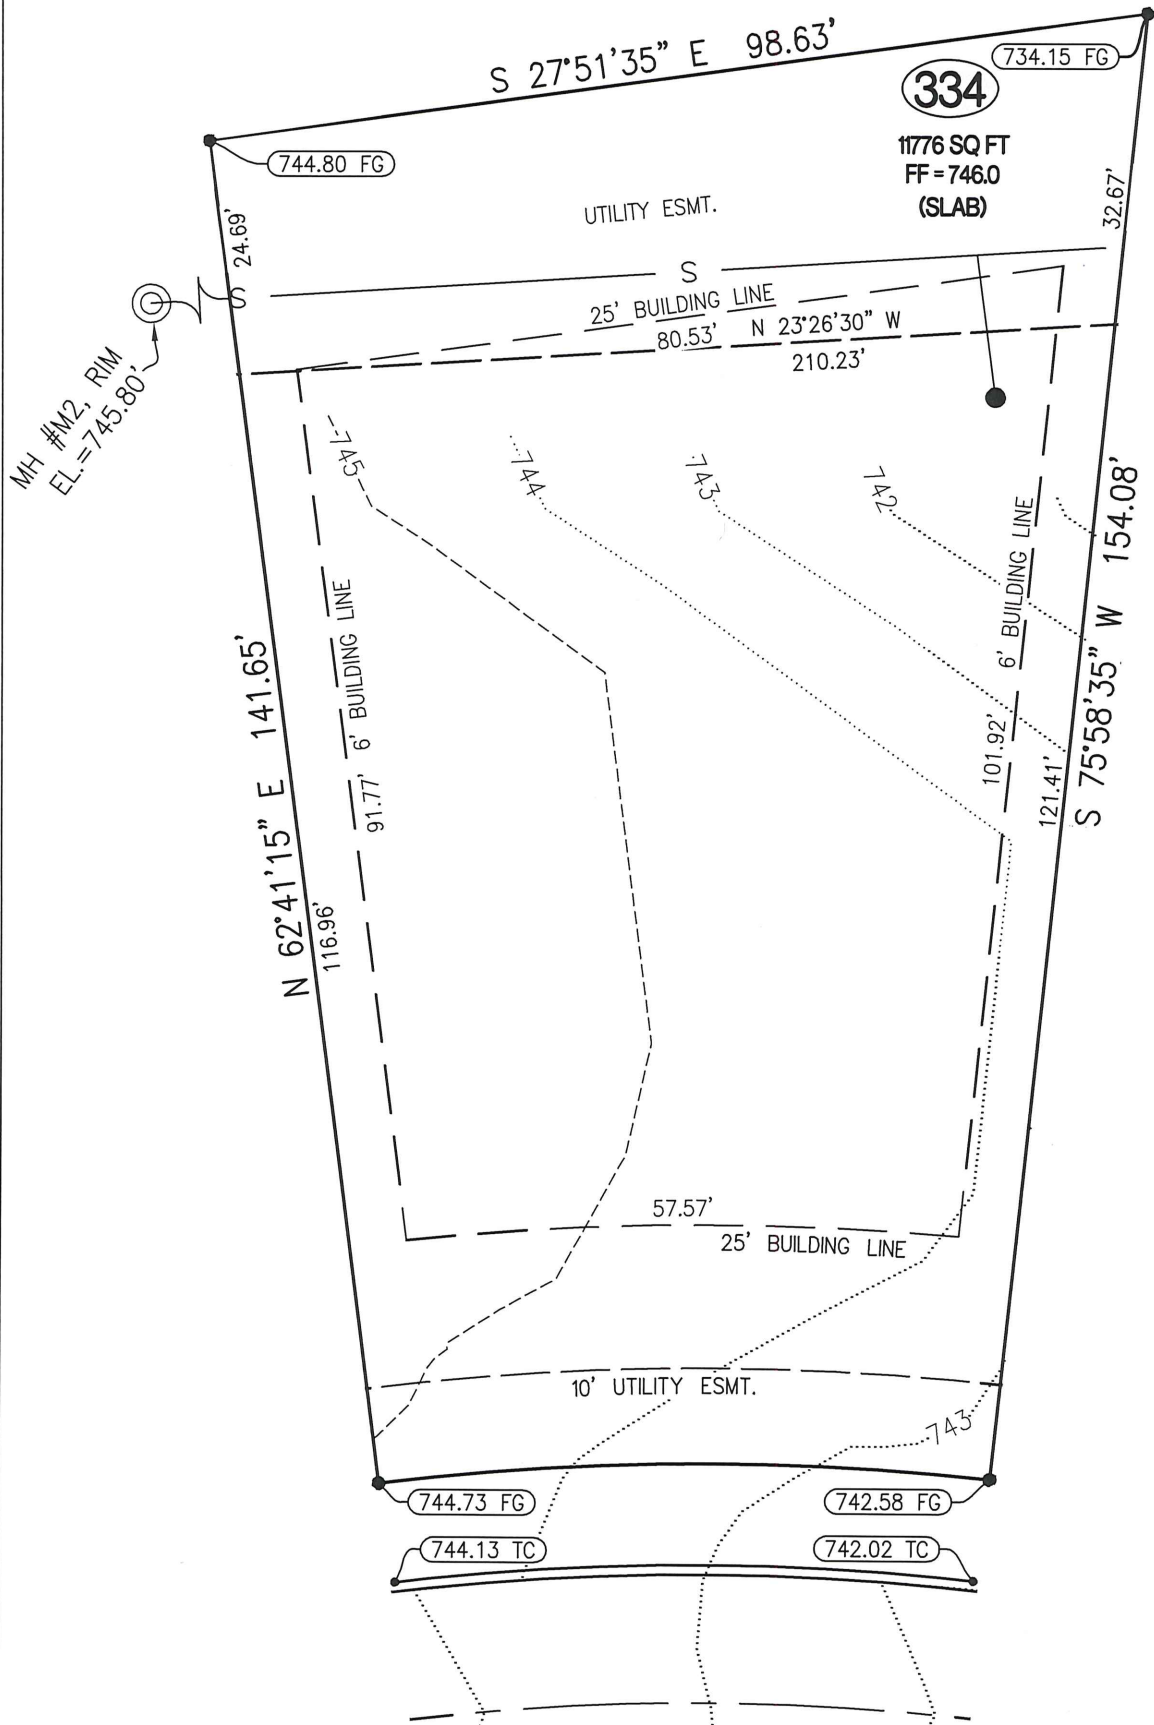 S 27°51'35" E 98.63'
734.15 FG
334
11776 SQ FT
FF = 746.0
(SLAB)
744.80 FG
UTILITY ESMT.
24.69'
32.67'
S
S
25' BUILDING LINE
80.53' N 23°26'30" W
210.23'
MH #M2, RIM
EL.=745.80'
745
744
743
742
6' BUILDING LINE
91.77'
N 62°41'15" E 141.65'
116.96'
6' BUILDING LINE
101.92'
121.41'
S 75°58'35" W 154.08'
57.57'
25' BUILDING LINE
10' UTILITY ESMT.
743
744.73 FG
742.58 FG
744.13 TC
742.02 TC